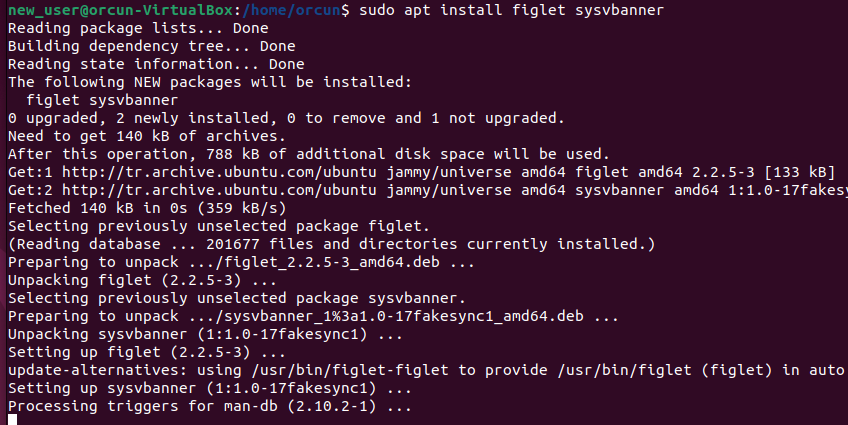 new_user@orcun-VirtualBox:/home/orcun$ sudo apt install figlet sysvbanner
Reading package lists... Done
Building dependency tree... Done
Reading state information... Done
The following NEW packages will be installed:
  figlet sysvbanner
0 upgraded, 2 newly installed, 0 to remove and 1 not upgraded.
Need to get 140 kB of archives.
After this operation, 788 kB of additional disk space will be used.
Get:1 http://tr.archive.ubuntu.com/ubuntu jammy/universe amd64 figlet amd64 2.2.5-3 [133 kB]
Get:2 http://tr.archive.ubuntu.com/ubuntu jammy/universe amd64 sysvbanner amd64 1:1.0-17fakesy
Fetched 140 kB in 0s (359 kB/s)
Selecting previously unselected package figlet.
(Reading database ... 201677 files and directories currently installed.)
Preparing to unpack .../figlet_2.2.5-3_amd64.deb ...
Unpacking figlet (2.2.5-3) ...
Selecting previously unselected package sysvbanner.
Preparing to unpack .../sysvbanner_1%3a1.0-17fakesync1_amd64.deb ...
Unpacking sysvbanner (1:1.0-17fakesync1) ...
Setting up figlet (2.2.5-3) ...
update-alternatives: using /usr/bin/figlet-figlet to provide /usr/bin/figlet (figlet) in auto
Setting up sysvbanner (1:1.0-17fakesync1) ...
Processing triggers for man-db (2.10.2-1) ...